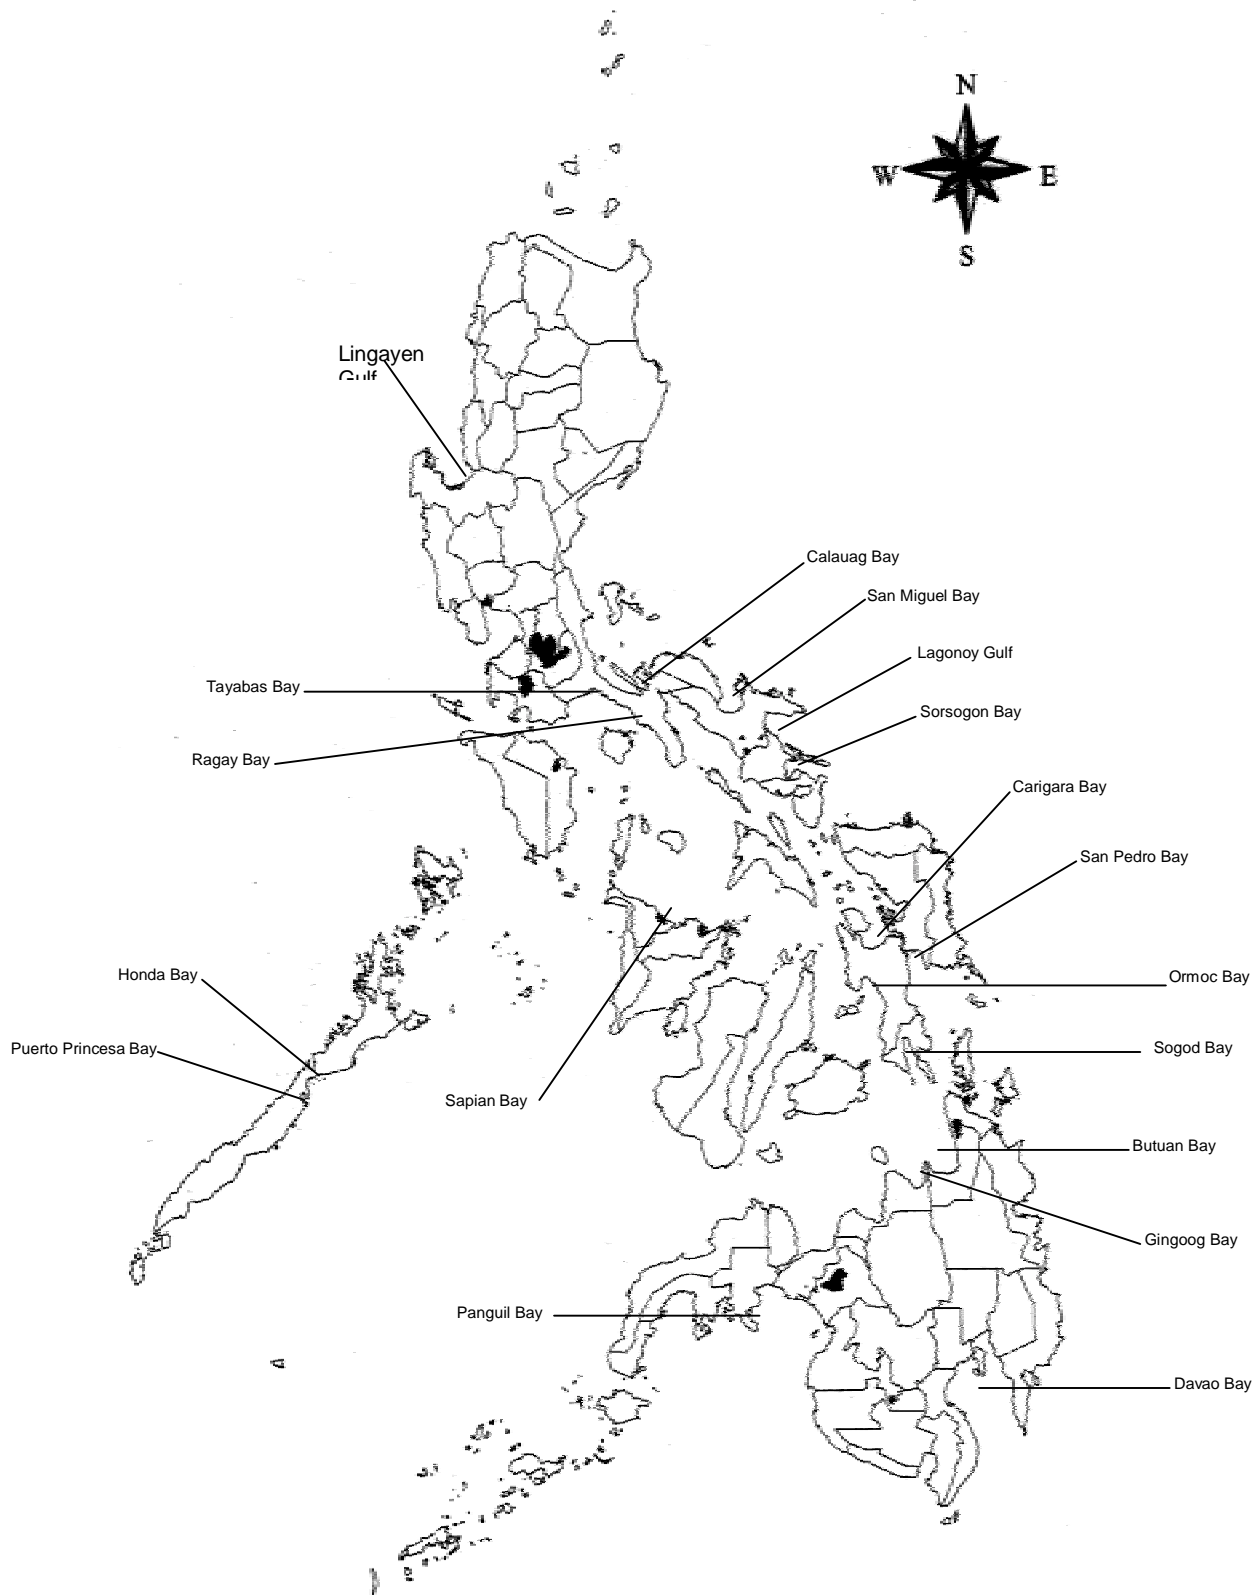 N
W E
S
Lingayen
Gulf
Calauag Bay
San Miguel Bay
Lagonoy Gulf
Tayabas Bay
Sorsogon Bay
Ragay Bay
Carigara Bay
San Pedro Bay
Honda Bay
Ormoc Bay
Puerto Princesa Bay
Sogod Bay
Sapian Bay
Butuan Bay
Gingoog Bay
Panguil Bay
Davao Bay